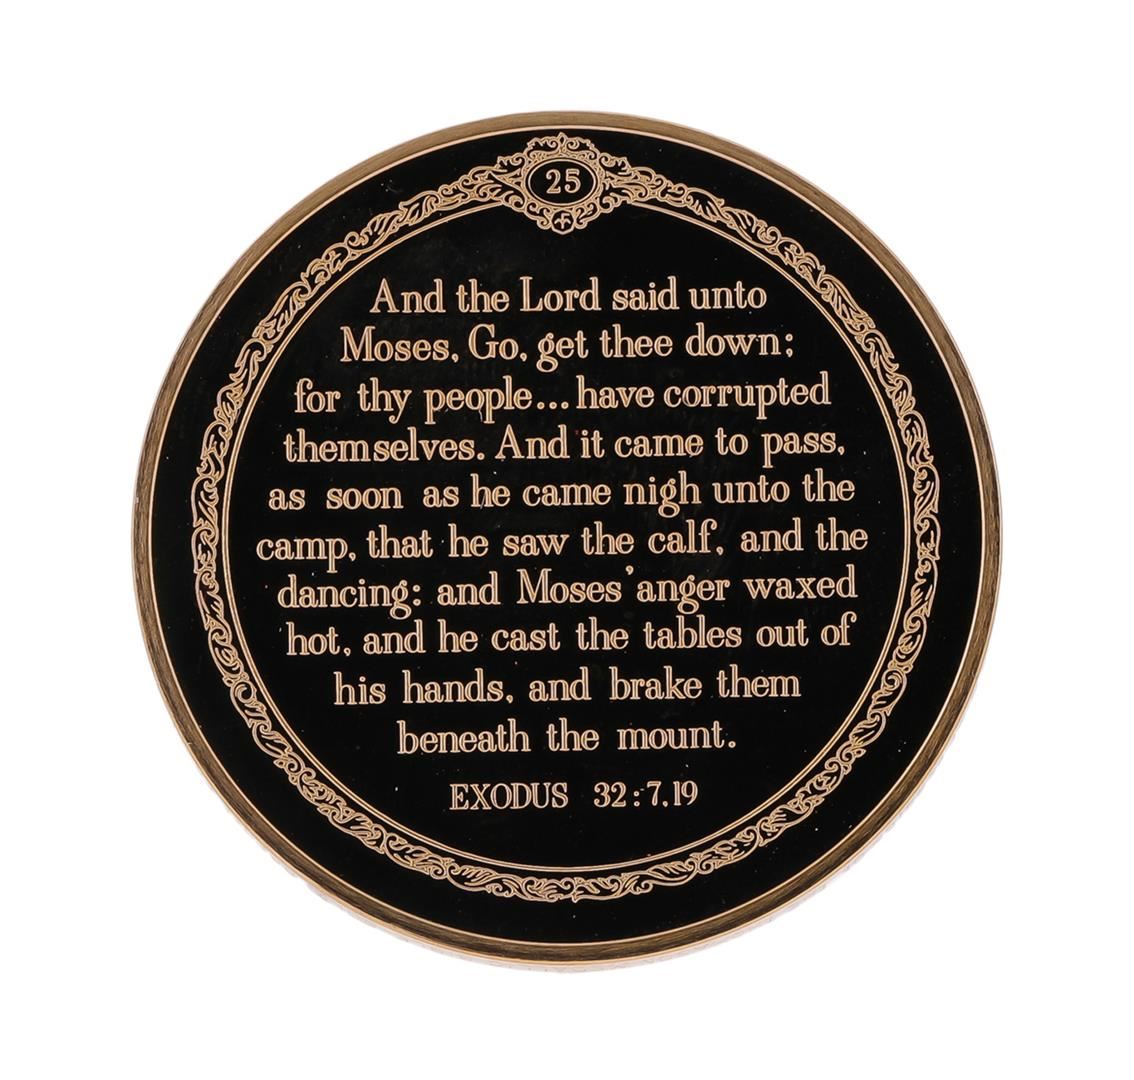 25
And the Lord said unto
Moses, Go, get thee down;
for thy people... have corrupted
themselves. And it came to pass,
as soon as he came nigh unto the
camp, that he saw the calf, and the
dancing: and Moses' anger waxed
hot, and he cast the tables out of
his hands, and brake them
beneath the mount.
EXODUS 32:7,19